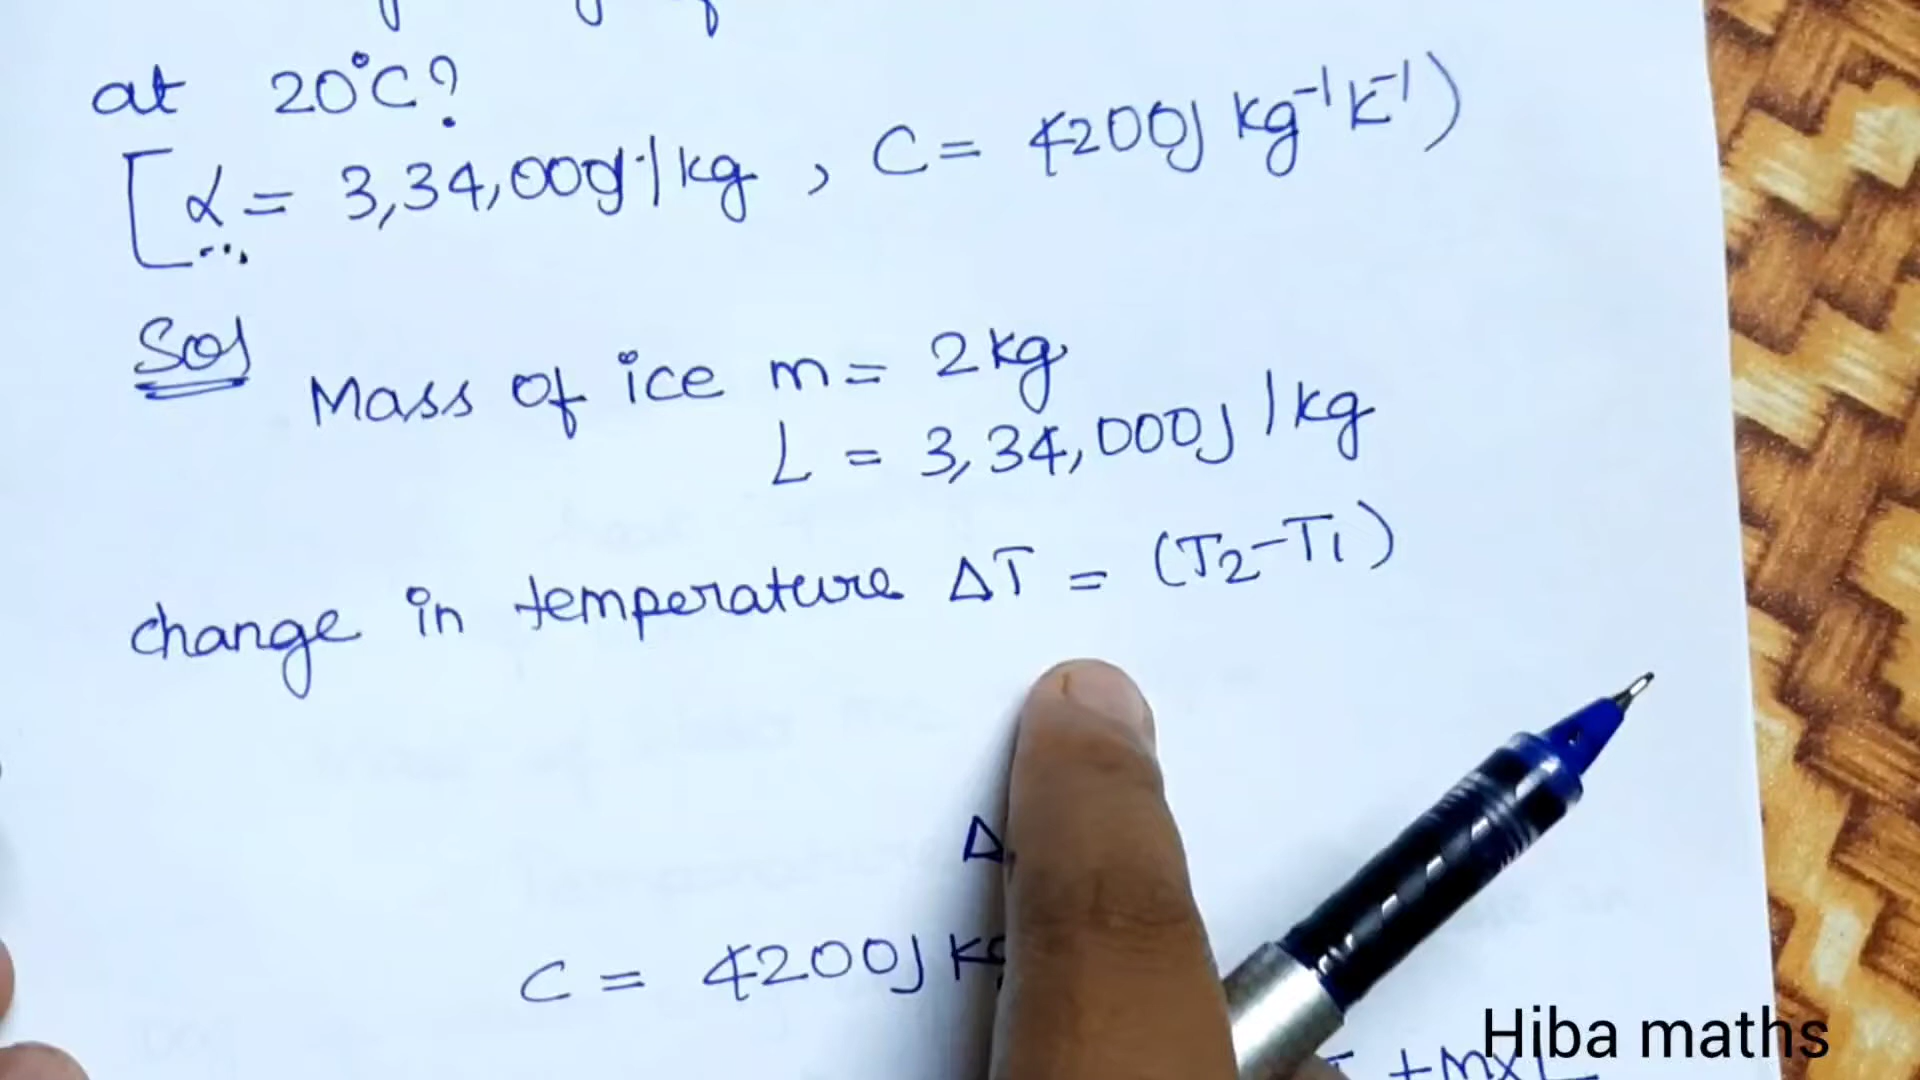 at 20°C?
[α = 3,34,000J/kg, C = 4200J kg⁻¹K⁻¹)
Sol
Mass of ice m = 2kg
L = 3,34,000J/kg
change in temperature ΔT = (T₂-T₁)
Δ
C = 4200J
+m×L
Hiba maths